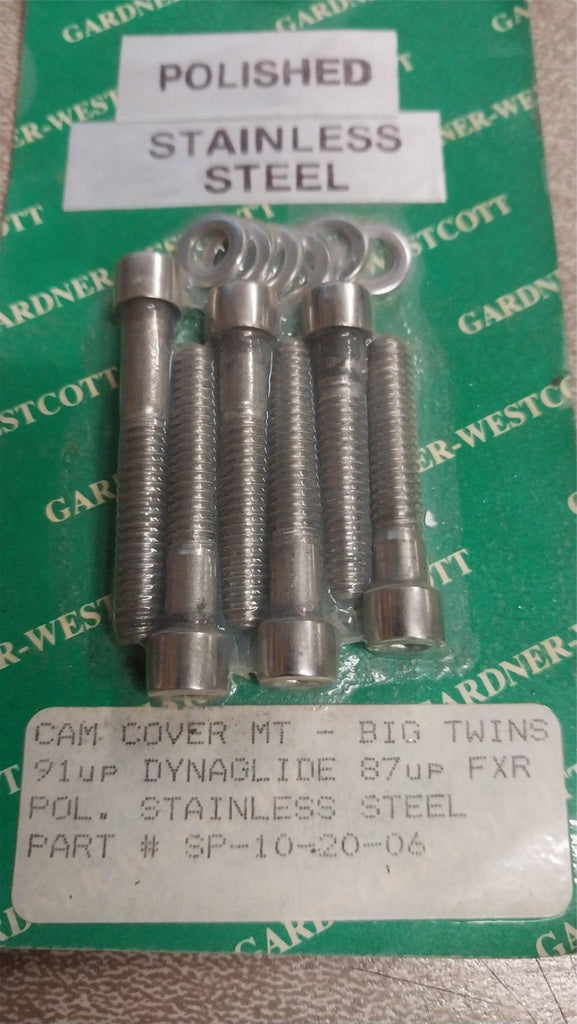 GARDNER-WESTCOTT
POLISHED
STAINLESS
STEEL
CAM COVER MT - BIG TWINS
91up DYNAGLIDE 87up FXR
POL. STAINLESS STEEL
PART # SP-10-20-06